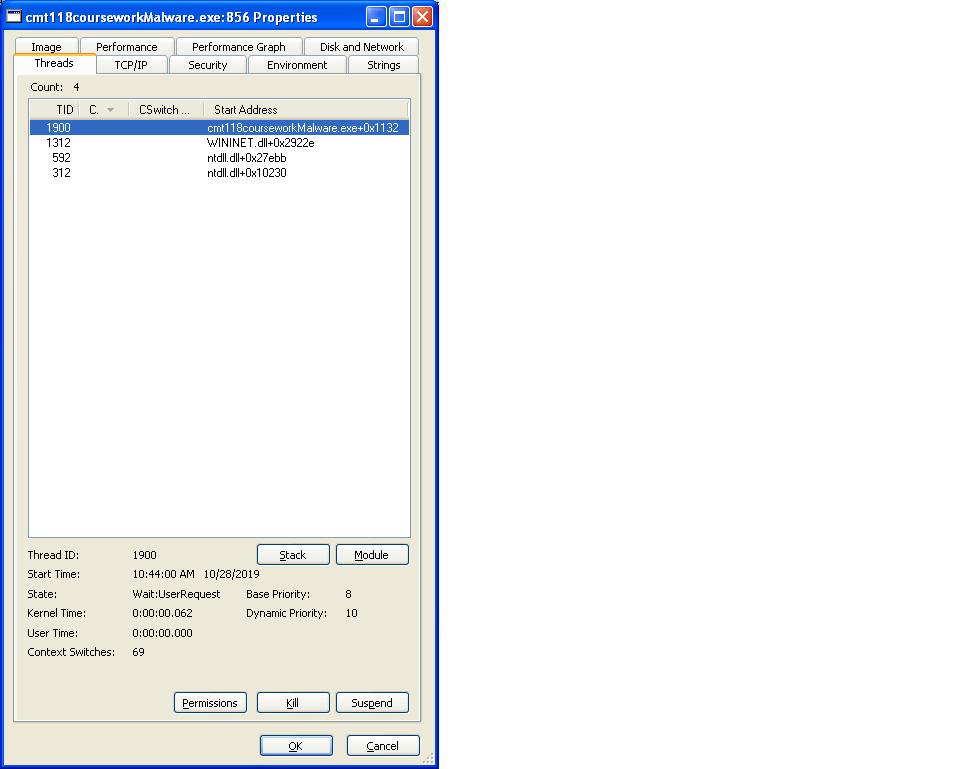 cmt118courseworkMalware.exe:856 Properties
Image Performance Performance Graph Disk and Network
Threads TCP/IP Security Environment Strings
Count: 4
TID C. CSwitch ... Start Address
1900 cmt118courseworkMalware.exe+0x1132
1312 WININET.dll+0x2922e
592 ntdll.dll+0x27ebb
312 ntdll.dll+0x10230
Thread ID: 1900 Stack Module
Start Time: 10:44:00 AM 10/28/2019
State: Wait:UserRequest Base Priority: 8
Kernel Time: 0:00:00.062 Dynamic Priority: 10
User Time: 0:00:00.000
Context Switches: 69
Permissions Kill Suspend
OK Cancel